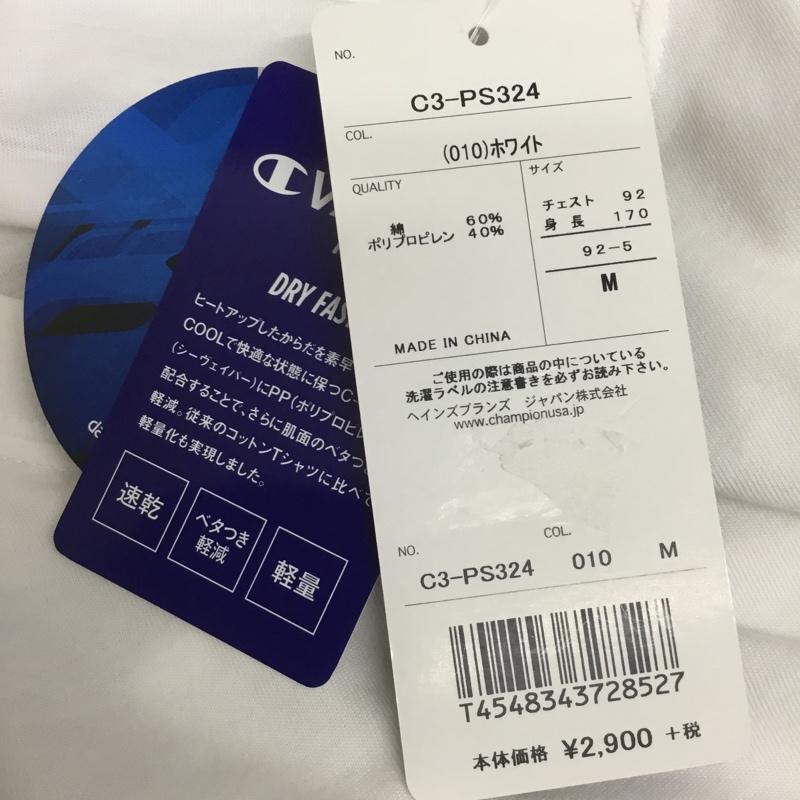 NO.
C3-PS324
COL.
(010)ホワイト
QUALITY
綿 60%
ポリプロピレン 40%
サイズ
チェスト 92
身長 170
92-5
M
MADE IN CHINA
ご使用の際は商品の中についている
洗濯ラベルの注意書きを必ずお読み下さい。
ヘインズブランズ ジャパン株式会社
www.championusa.jp
NO.
COL.
C3-PS324 010 M
T4548343728527
本体価格 ¥2,900 +税
DRY
ヒートアップしたからだを素早
COOLで快適な状態に保つC
(シーヴェイパー)にPP(ポリプロピレ
配合することで、さらに肌面のベタつ
軽減。従来のコットンTシャツに比べて
軽量化も実現しました。
速乾
ベタつき
軽減
軽量